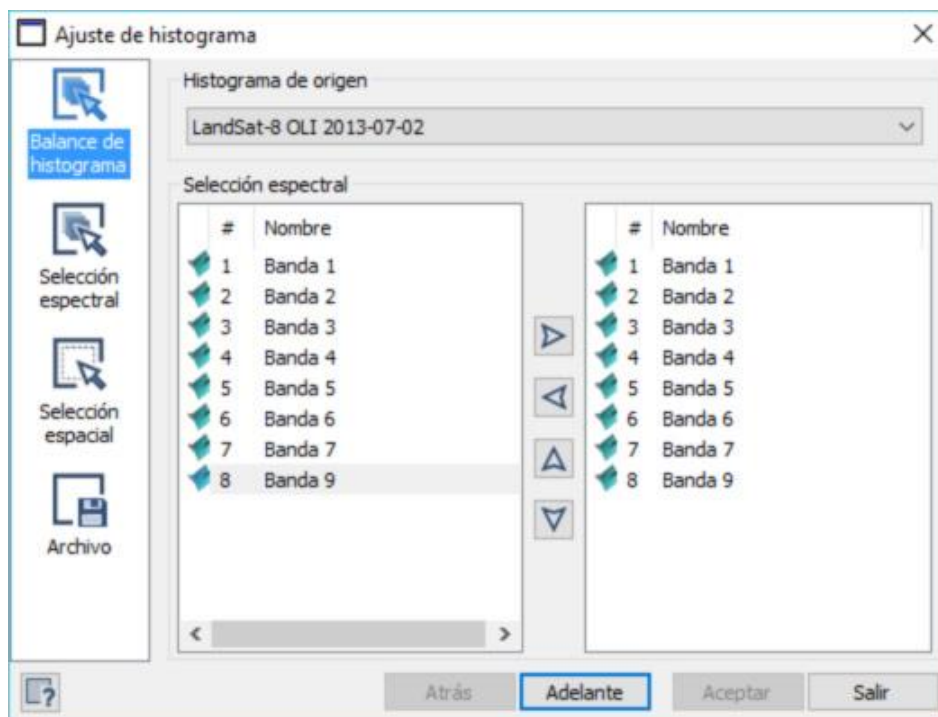 Ajuste de histograma
Balance de
histograma
Selección
espectral
Selección
espacial
Archivo
Histograma de origen
LandSat-8 OLI 2013-07-02
Selección espectral
# Nombre
1 Banda 1
2 Banda 2
3 Banda 3
4 Banda 4
5 Banda 5
6 Banda 6
7 Banda 7
8 Banda 9
# Nombre
1 Banda 1
2 Banda 2
3 Banda 3
4 Banda 4
5 Banda 5
6 Banda 6
7 Banda 7
8 Banda 9
?
Atrás Adelante Aceptar Salir